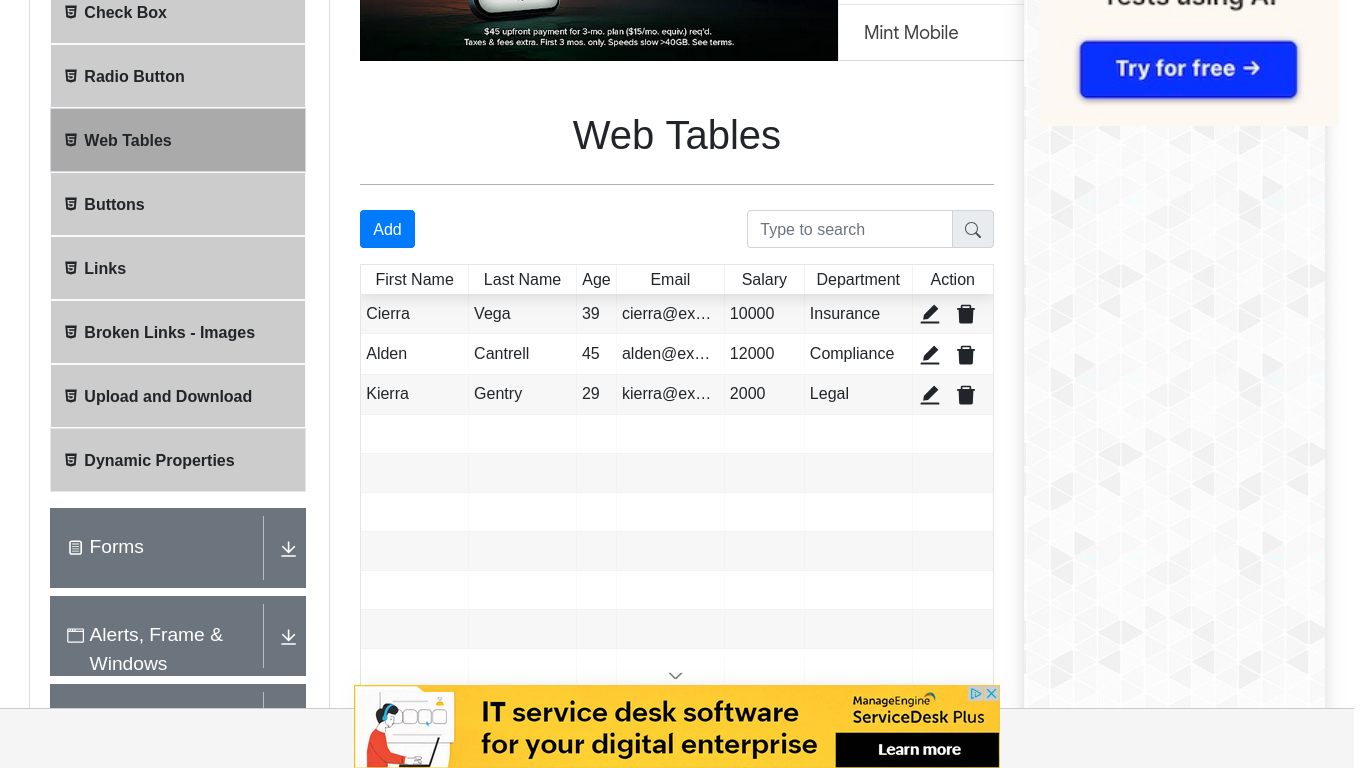 Check Box
Radio Button
Web Tables
Buttons
Links
Broken Links - Images
Upload and Download
Dynamic Properties
Forms
Alerts, Frame &
Windows
$45 upfront payment for 3-mo. plan ($15/mo. equiv.) req'd.
Taxes & fees extra. First 3 mos. only. Speeds slow >40GB. See terms.
Mint Mobile
Tests using AI
Try for free →
Web Tables
Add
Type to search
First Name Last Name Age Email Salary Department Action
Cierra Vega 39 cierra@ex… 10000 Insurance
Alden Cantrell 45 alden@ex… 12000 Compliance
Kierra Gentry 29 kierra@ex… 2000 Legal
IT service desk software
for your digital enterprise
ManageEngine
ServiceDesk Plus
Learn more